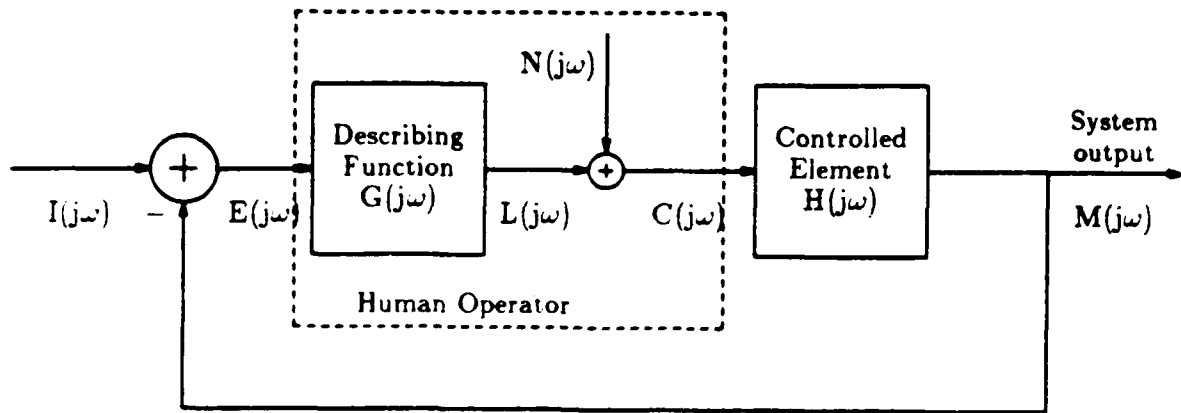 N(jω)
Describing
Function
G(jω)
Controlled
Element
H(jω)
System
output
+
+
I(jω)
−
E(jω)
L(jω)
C(jω)
M(jω)
Human Operator